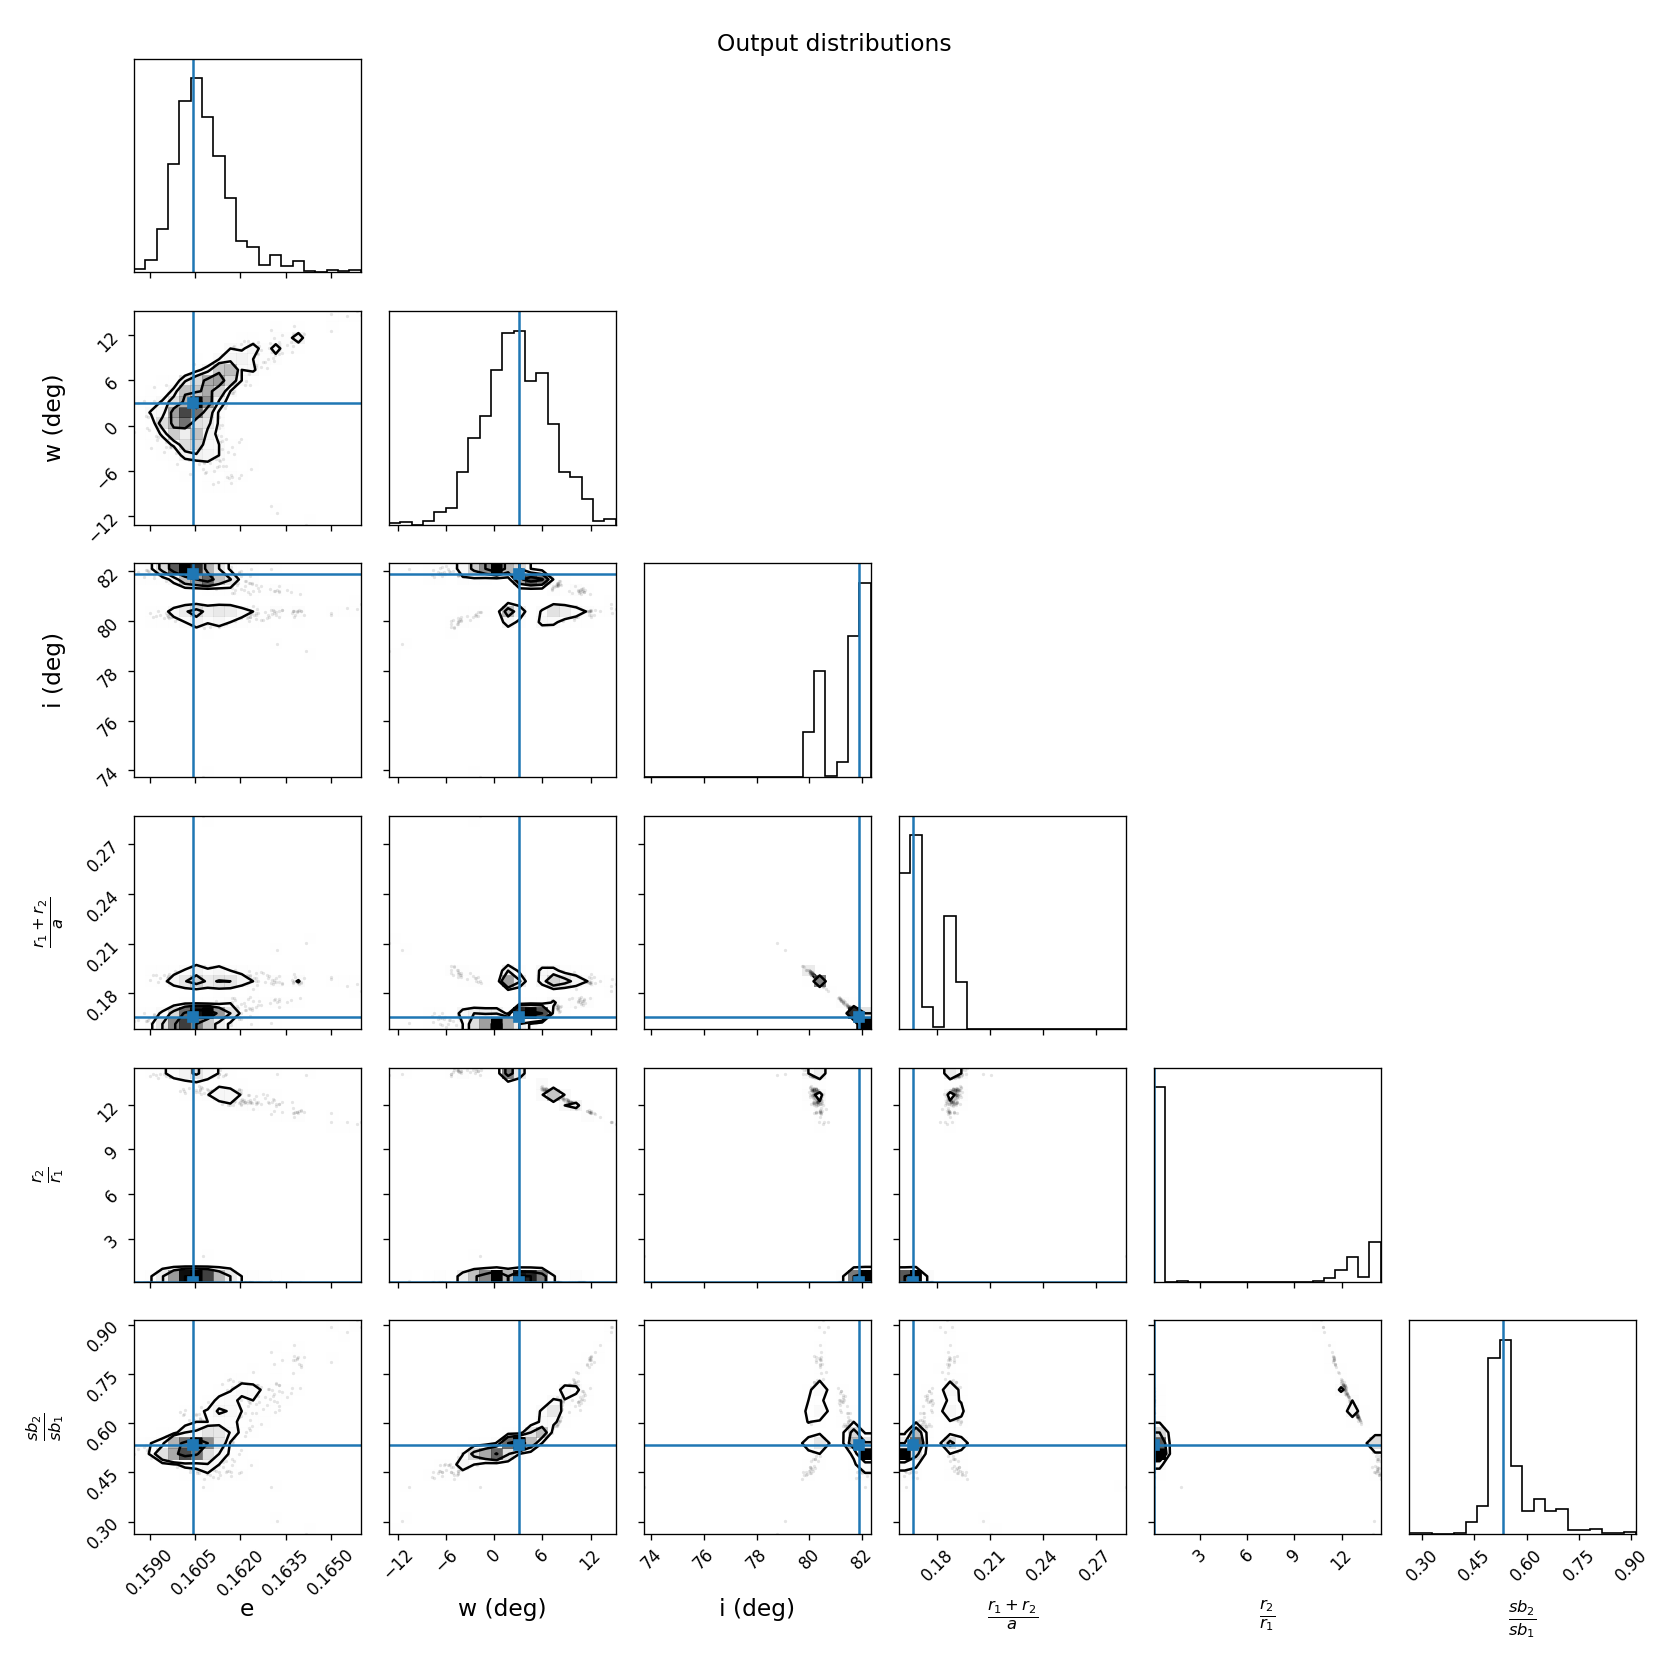 Output distributions
w (deg)
12
6
0
−6
−12
i (deg)
82
80
78
76
74
r₁ + r₂
a
0.27
0.24
0.21
0.18
r₂
r₁
12
9
6
3
sb₂
sb₁
0.90
0.75
0.60
0.45
0.30
0.1590 0.1605 0.1620 0.1635 0.1650
−12 −6 0 6 12
74 76 78 80 82
0.18 0.21 0.24 0.27
3 6 9 12
0.30 0.45 0.60 0.75 0.90
e
w (deg)
i (deg)
r₁ + r₂
a
r₂
r₁
sb₂
sb₁